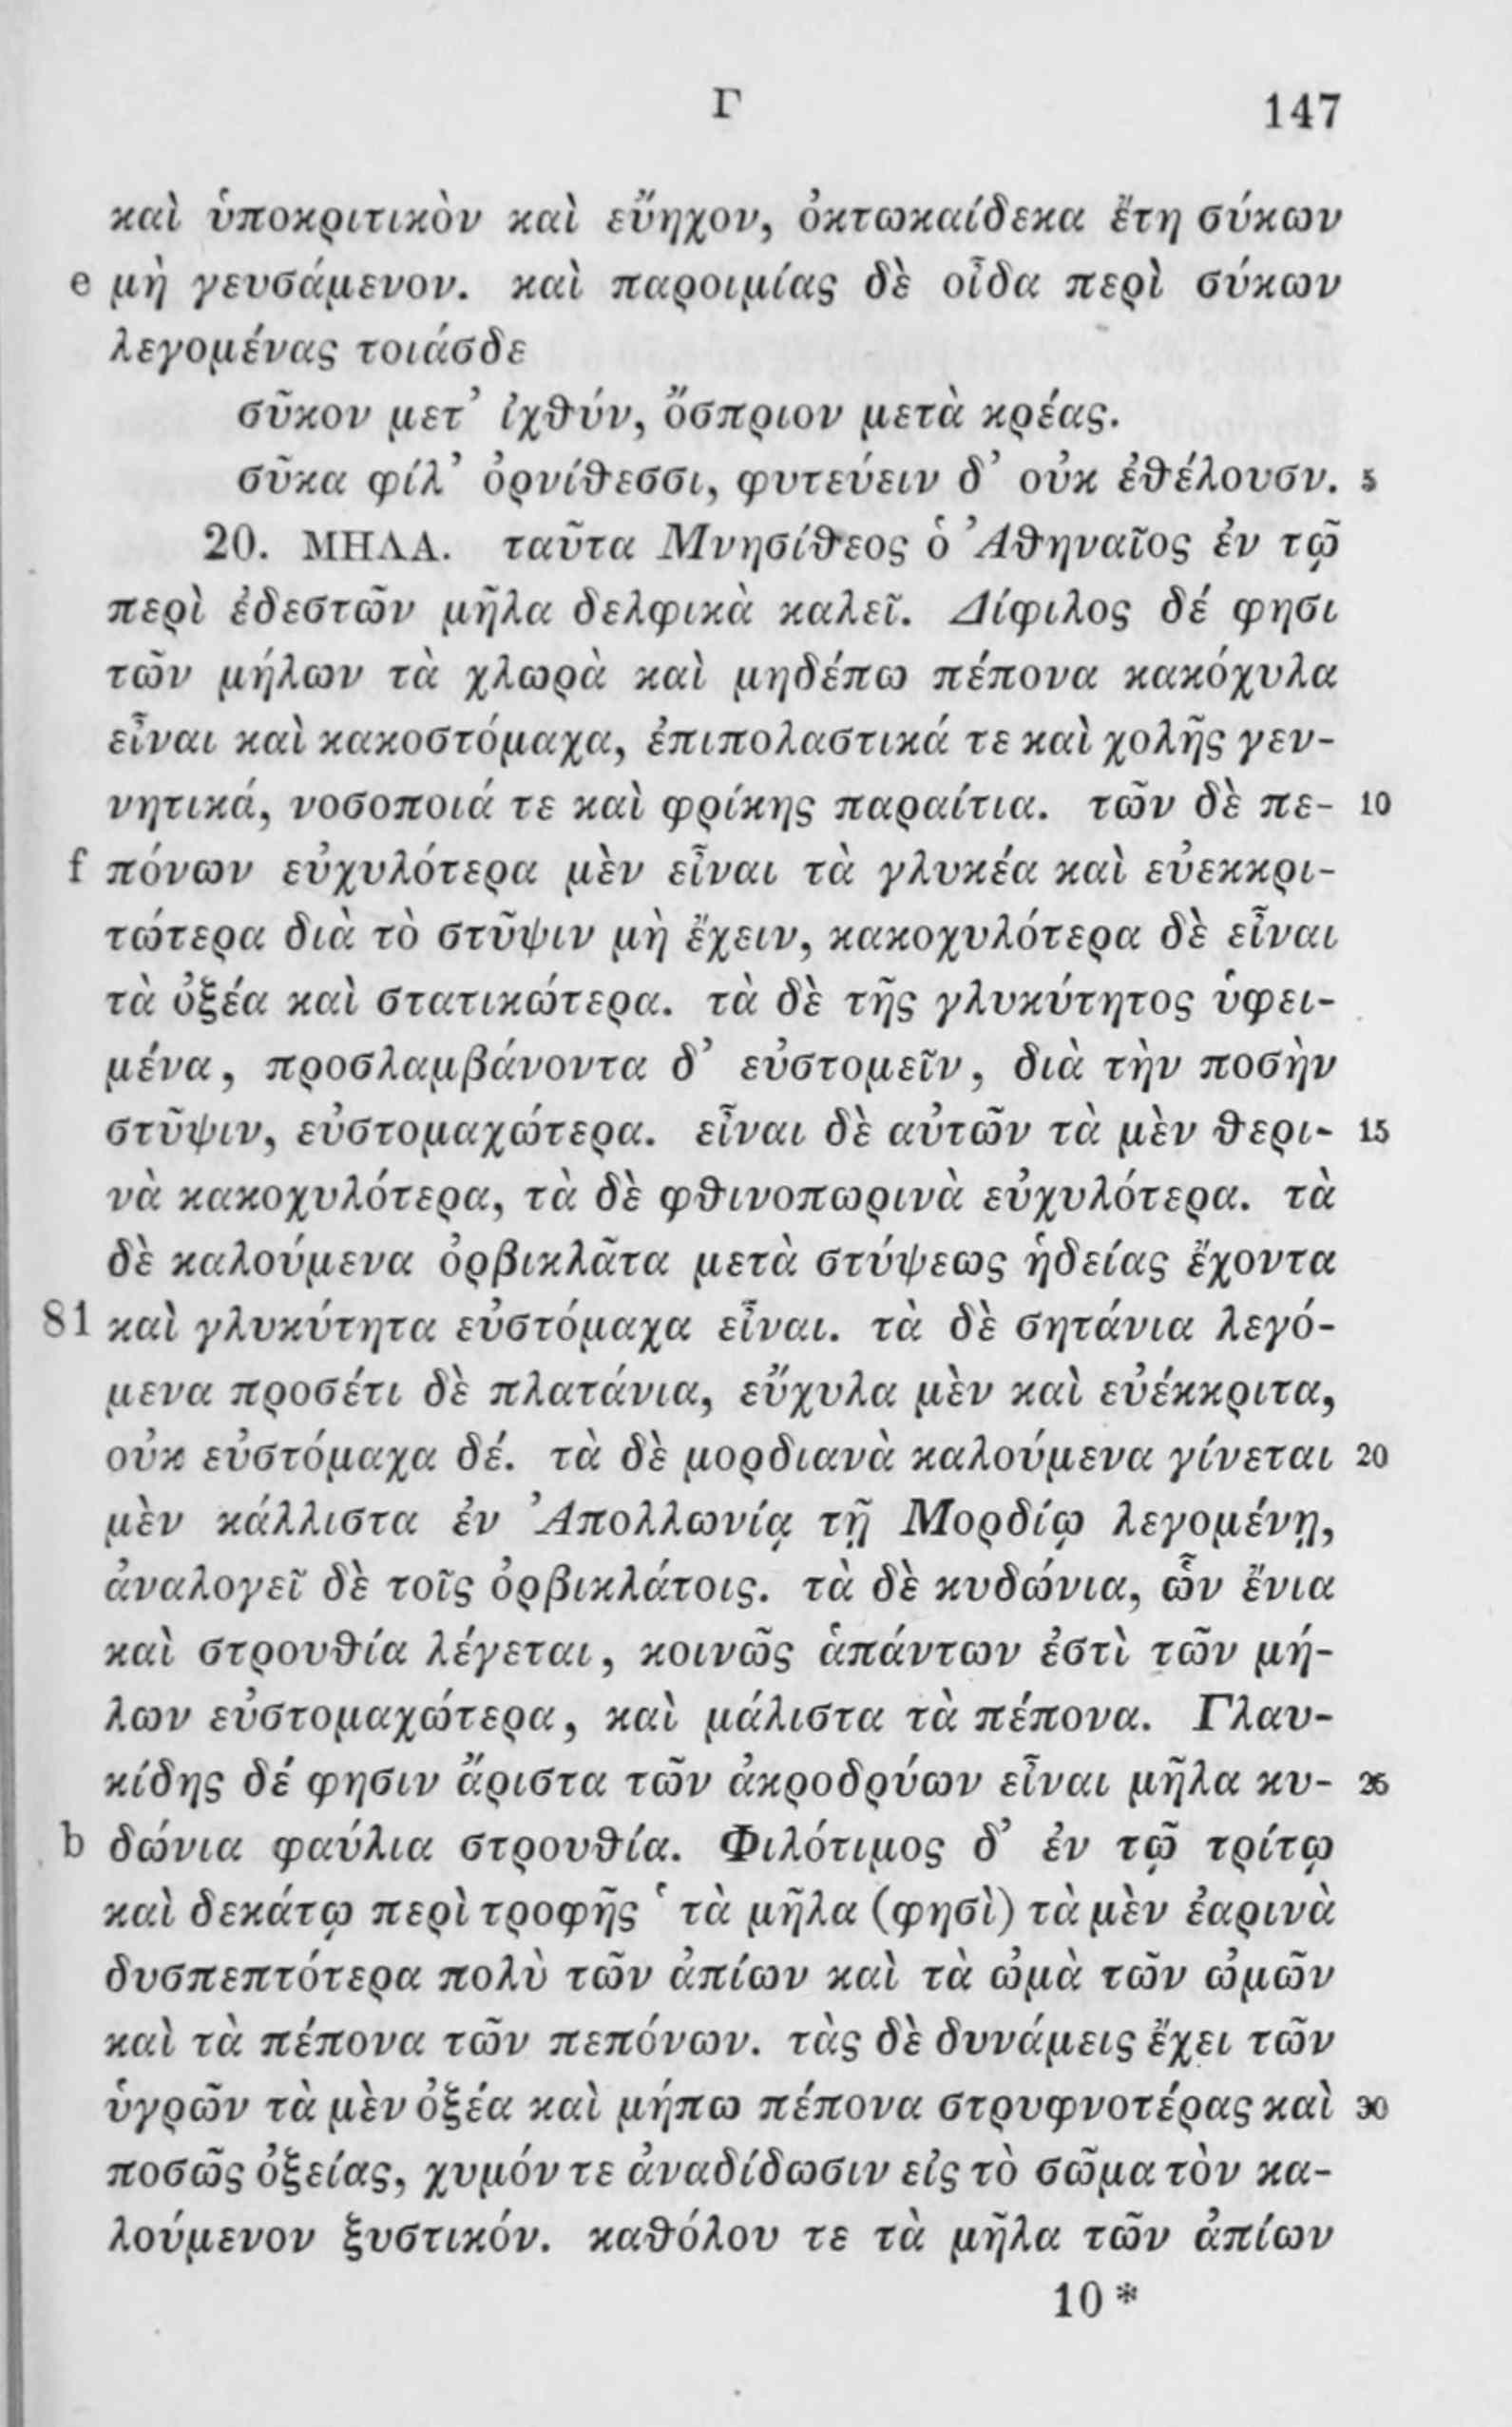 Γ 147
καὶ ὑποκριτικὸν καὶ εὔηχον, ὀκτωκαίδεκα ἔτη σύκων
e μὴ γευσάμενον. καὶ παροιμίας δὲ οἶδα περὶ σύκων
λεγομένας τοιάσδε
σῦκον μετ’ ἰχθύν, ὄσπριον μετὰ κρέας.
σῦκα φίλ’ ὀρνίθεσσι, φυτεύειν δ’ οὐκ ἐθέλουσν. 5
20. ΜΗΛΑ. ταῦτα Μνησίθεος ὁ Ἀθηναῖος ἐν τῷ
περὶ ἐδεστῶν μῆλα δελφικὰ καλεῖ. Δίφιλος δέ φησι
τῶν μήλων τὰ χλωρὰ καὶ μηδέπω πέπονα κακόχυλα
εἶναι καὶ κακοστόμαχα, ἐπιπολαστικά τε καὶ χολῆς γεν-
νητικά, νοσοποιά τε καὶ φρίκης παραίτια. τῶν δὲ πε- 10
f πόνων εὐχυλότερα μὲν εἶναι τὰ γλυκέα καὶ εὐεκκρι-
τώτερα διὰ τὸ στῦψιν μὴ ἔχειν, κακοχυλότερα δὲ εἶναι
τὰ ὀξέα καὶ στατικώτερα. τὰ δὲ τῆς γλυκύτητος ὑφει-
μένα, προσλαμβάνοντα δ’ εὐστομεῖν, διὰ τὴν ποσὴν
στῦψιν, εὐστομαχώτερα. εἶναι δὲ αὐτῶν τὰ μὲν θερι- 15
νὰ κακοχυλότερα, τὰ δὲ φθινοπωρινὰ εὐχυλότερα. τὰ
δὲ καλούμενα ὀρβικλᾶτα μετὰ στύψεως ἡδείας ἔχοντα
81 καὶ γλυκύτητα εὐστόμαχα εἶναι. τὰ δὲ σητάνια λεγό-
μενα προσέτι δὲ πλατάνια, εὔχυλα μὲν καὶ εὐέκκριτα,
οὐκ εὐστόμαχα δέ. τὰ δὲ μορδιανὰ καλούμενα γίνεται 20
μὲν κάλλιστα ἐν Ἀπολλωνίᾳ τῇ Μορδίῳ λεγομένῃ,
ἀναλογεῖ δὲ τοῖς ὀρβικλάτοις. τὰ δὲ κυδώνια, ὧν ἔνια
καὶ στρουθία λέγεται, κοινῶς ἁπάντων ἐστὶ τῶν μή-
λων εὐστομαχώτερα, καὶ μάλιστα τὰ πέπονα. Γλαυ-
κίδης δέ φησιν ἄριστα τῶν ἀκροδρύων εἶναι μῆλα κυ- 25
b δώνια φαύλια στρουθία. Φιλότιμος δ’ ἐν τῷ τρίτῳ
καὶ δεκάτῳ περὶ τροφῆς ‘τὰ μῆλα (φησὶ) τὰ μὲν ἐαρινὰ
δυσπεπτότερα πολὺ τῶν ἀπίων καὶ τὰ ὠμὰ τῶν ὠμῶν
καὶ τὰ πέπονα τῶν πεπόνων. τὰς δὲ δυνάμεις ἔχει τῶν
ὑγρῶν τὰ μὲν ὀξέα καὶ μήπω πέπονα στρυφνοτέρας καὶ 30
ποσῶς ὀξείας, χυμόν τε ἀναδίδωσιν εἰς τὸ σῶμα τὸν κα-
λούμενον ξυστικόν. καθόλου τε τὰ μῆλα τῶν ἀπίων
10*